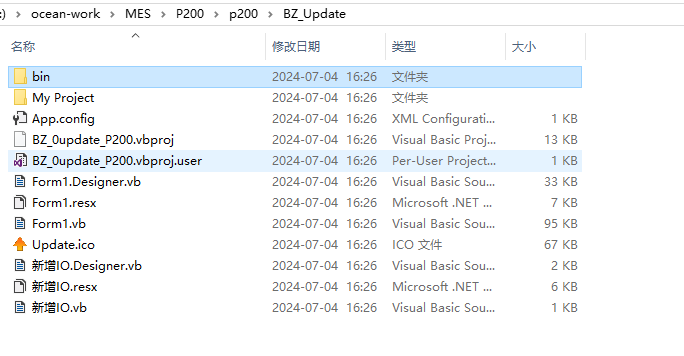 :) > ocean-work > MES > P200 > p200 > BZ_Update
名称 修改日期 类型 大小
bin 2024-07-04 16:26 文件夹
My Project 2024-07-04 16:26 文件夹
App.config 2024-07-04 16:26 XML Configurati... 1 KB
BZ_0update_P200.vbproj 2024-07-04 16:26 Visual Basic Proj... 13 KB
BZ_0update_P200.vbproj.user 2024-07-04 16:26 Per-User Project... 1 KB
Form1.Designer.vb 2024-07-04 16:26 Visual Basic Sou... 33 KB
Form1.resx 2024-07-04 16:26 Microsoft .NET ... 7 KB
Form1.vb 2024-07-04 16:26 Visual Basic Sou... 95 KB
Update.ico 2024-07-04 16:26 ICO 文件 67 KB
新增IO.Designer.vb 2024-07-04 16:26 Visual Basic Sou... 2 KB
新增IO.resx 2024-07-04 16:26 Microsoft .NET ... 6 KB
新增IO.vb 2024-07-04 16:26 Visual Basic Sou... 1 KB